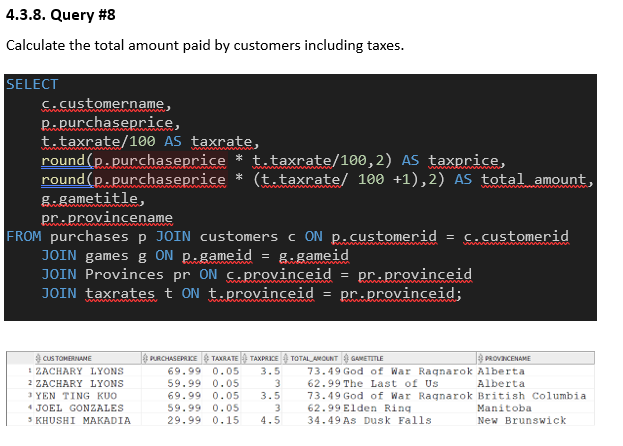 4.3.8. Query #8
Calculate the total amount paid by customers including taxes.
SELECT
c.customername,
p.purchaseprice,
t.taxrate/100 AS taxrate,
round(p.purchaseprice * t.taxrate/100,2) AS taxprice,
round(p.purchaseprice * (t.taxrate/ 100 +1),2) AS total_amount,
g.gametitle,
pr.provincename
FROM purchases p JOIN customers c ON p.customerid = c.customerid
JOIN games g ON p.gameid = g.gameid
JOIN Provinces pr ON c.provinceid = pr.provinceid
JOIN taxrates t ON t.provinceid = pr.provinceid;
CUSTOMERNAME PURCHASEPRICE TAXRATE TAXPRICE TOTAL_AMOUNT GAMETITLE PROVINCENAME
1 ZACHARY LYONS 69.99 0.05 3.5 73.49 God of War Ragnarok Alberta
2 ZACHARY LYONS 59.99 0.05 3 62.99 The Last of Us Alberta
3 YEN TING KUO 69.99 0.05 3.5 73.49 God of War Ragnarok British Columbia
4 JOEL GONZALES 59.99 0.05 3 62.99 Elden Ring Manitoba
5 KHUSHI MAKADIA 29.99 0.15 4.5 34.49 As Dusk Falls New Brunswick